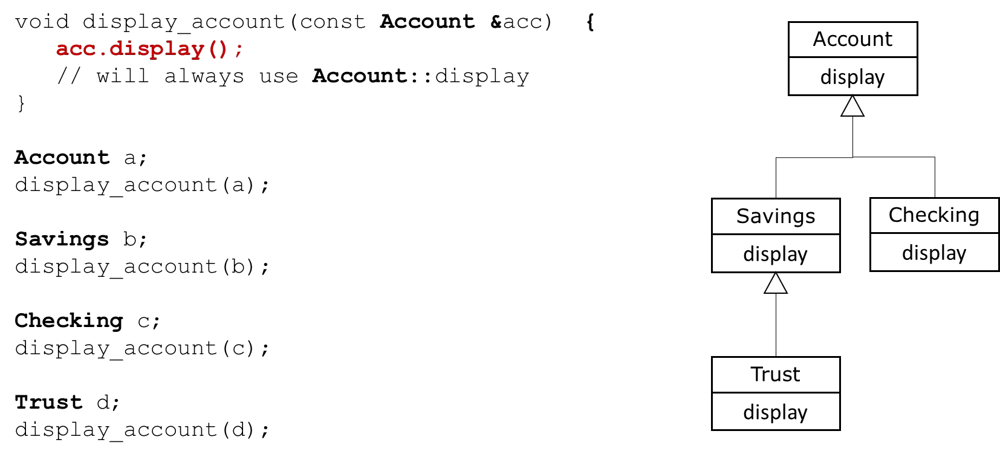 void display_account(const Account &acc) {
acc.display();
// will always use Account::display
}
Account a;
display_account(a);
Savings b;
display_account(b);
Checking c;
display_account(c);
Trust d;
display_account(d);
Account
display
Savings
display
Checking
display
Trust
display